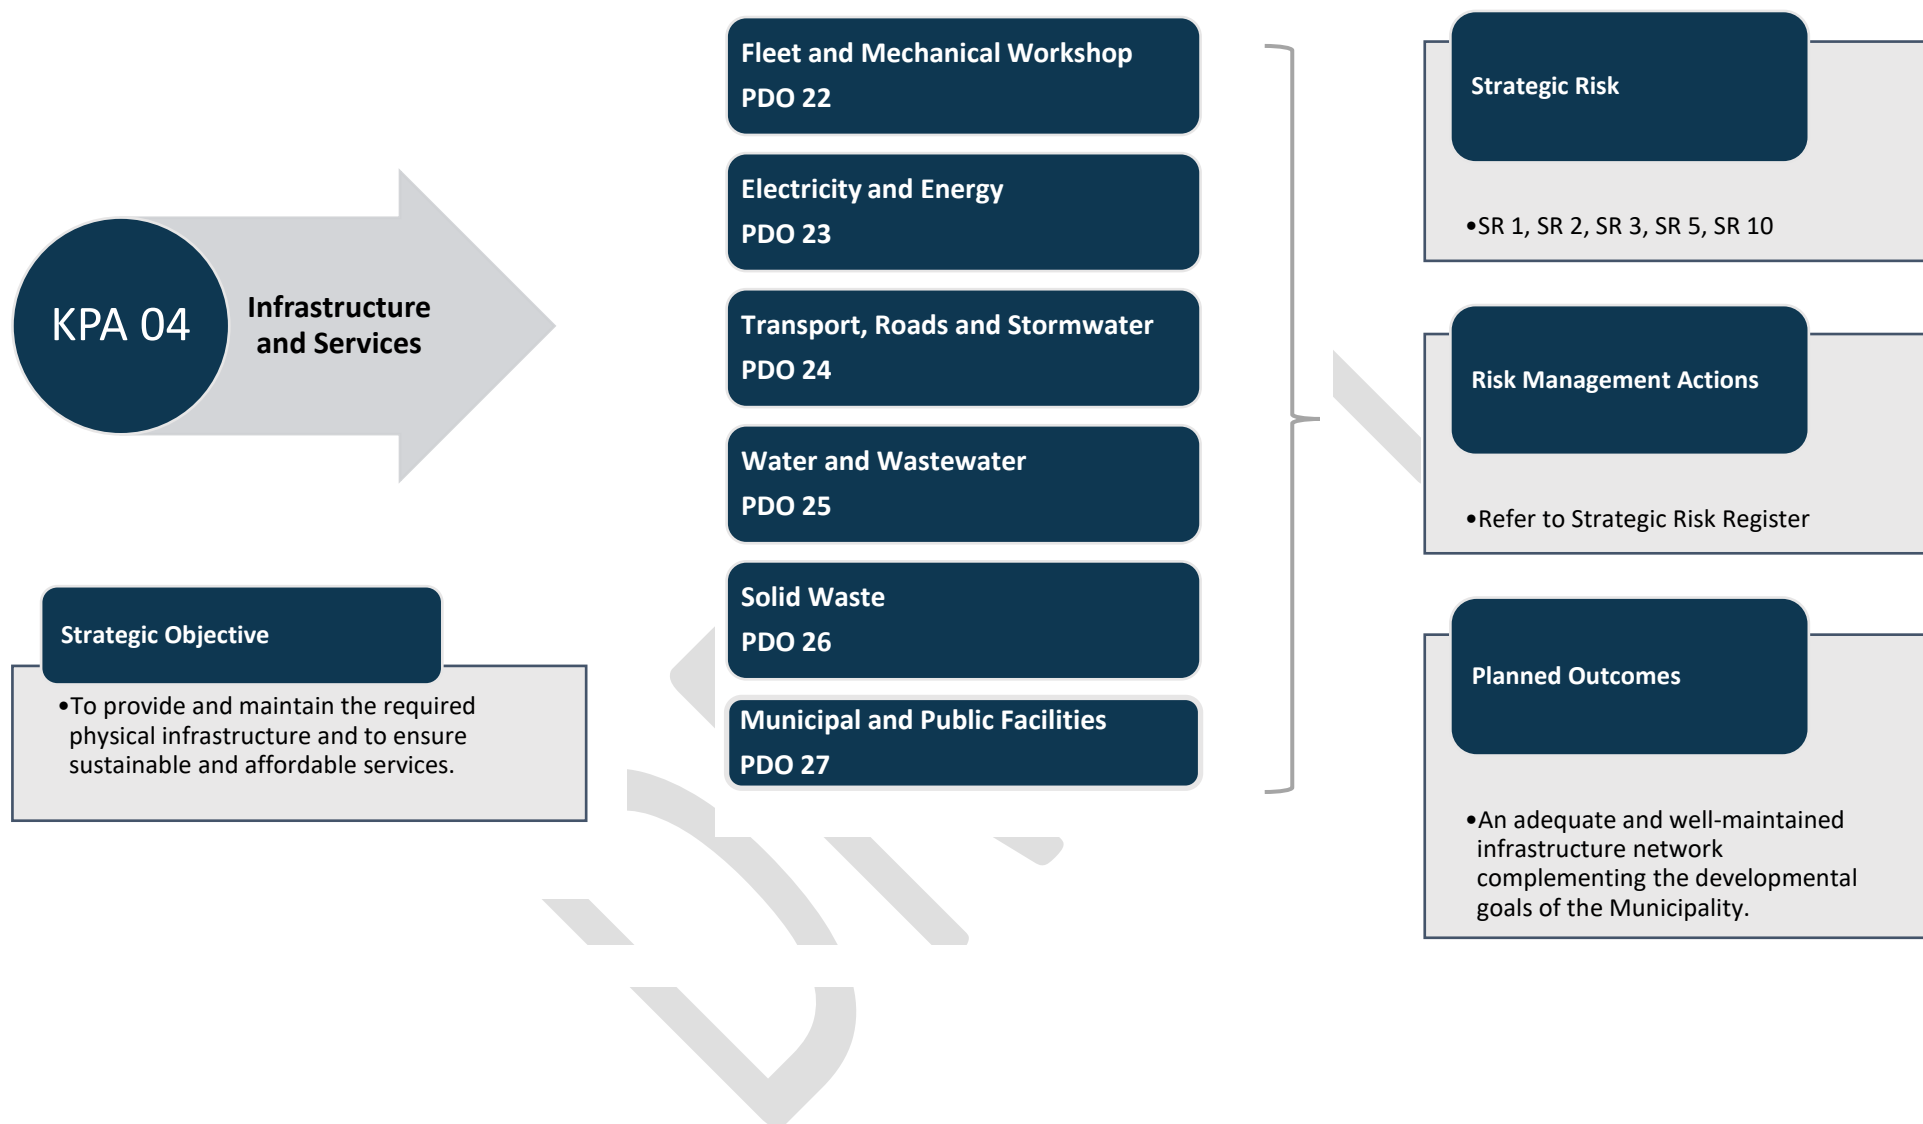 KPA 04
Infrastructure
and Services
Strategic Objective
•To provide and maintain the required
physical infrastructure and to ensure
sustainable and affordable services.
Fleet and Mechanical Workshop
PDO 22
Electricity and Energy
PDO 23
Transport, Roads and Stormwater
PDO 24
Water and Wastewater
PDO 25
Solid Waste
PDO 26
Municipal and Public Facilities
PDO 27
Strategic Risk
•SR 1, SR 2, SR 3, SR 5, SR 10
Risk Management Actions
•Refer to Strategic Risk Register
Planned Outcomes
•An adequate and well-maintained
infrastructure network
complementing the developmental
goals of the Municipality.